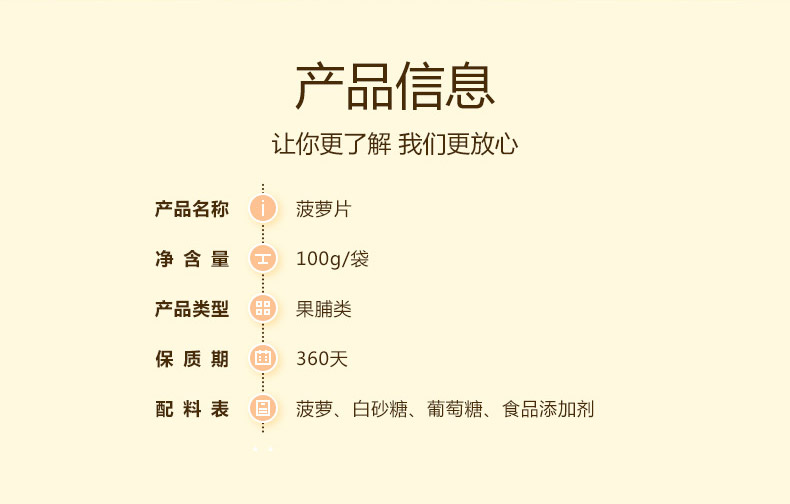 产品信息
让你更了解 我们更放心
产品名称 菠萝片
净含量 100g/袋
产品类型 果脯类
保质期 360天
配料表 菠萝、白砂糖、葡萄糖、食品添加剂